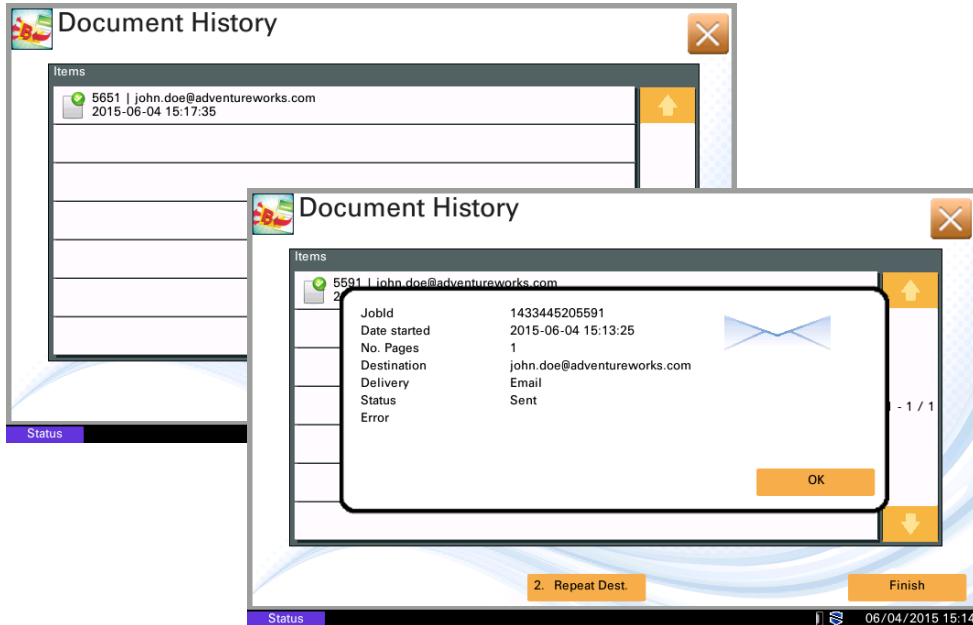 Document History
Items
5651 | john.doe@adventureworks.com
2015-06-04 15:17:35
Status
Document History
Items
5591 | john.doe@adventureworks.com
2
JobId 1433445205591
Date started 2015-06-04 15:13:25
No. Pages 1
Destination john.doe@adventureworks.com
Delivery Email
Status Sent
Error
- 1 / 1
OK
2. Repeat Dest.
Finish
Status
06/04/2015 15:14